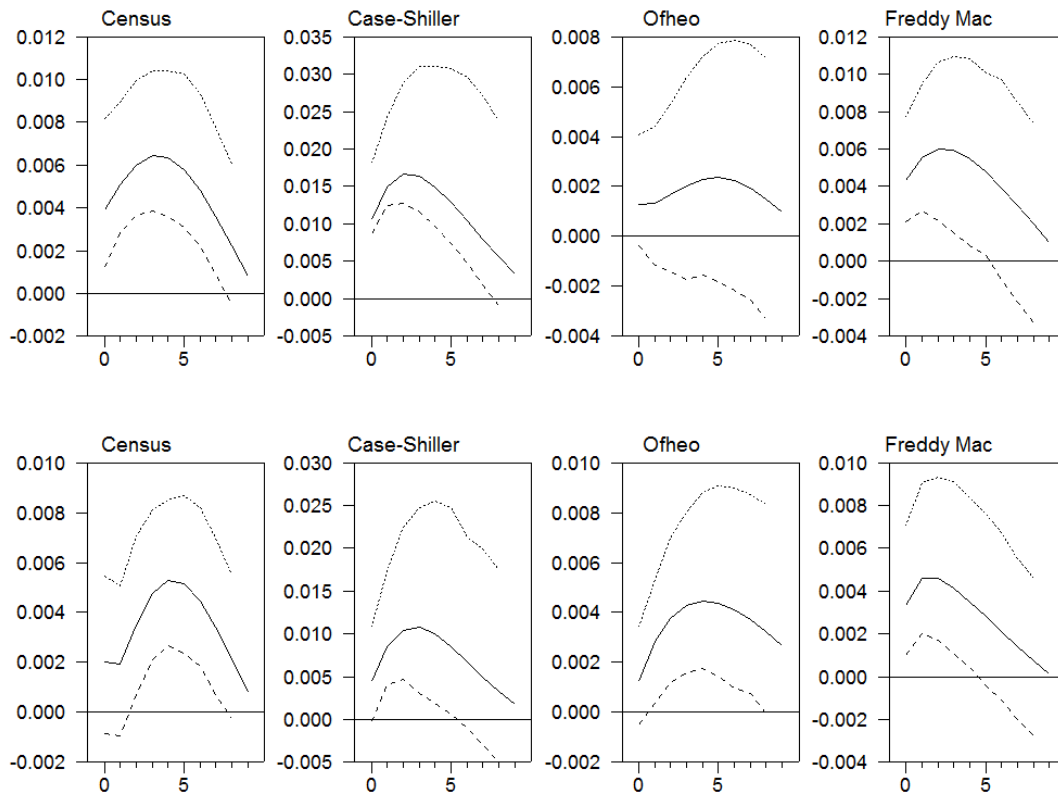 Census Case-Shiller Ofheo Freddy Mac
0.012 0.035 0.008 0.012
0.010 0.030 0.006 0.010
0.008 0.025 0.004 0.008
0.006 0.020 0.002 0.006
0.004 0.015 0.000 0.004
0.002 0.010 -0.002 0.002
0.000 0.005 -0.004 0.000
-0.002 0.000 -0.002
-0.005 -0.004
0 5 0 5 0 5 0 5
Census Case-Shiller Ofheo Freddy Mac
0.010 0.030 0.010 0.010
0.008 0.025 0.008 0.008
0.006 0.020 0.006 0.006
0.004 0.015 0.004 0.004
0.002 0.010 0.002 0.002
0.000 0.005 0.000 0.000
-0.002 0.000 -0.002 -0.002
-0.005 -0.004
0 5 0 5 0 5 0 5